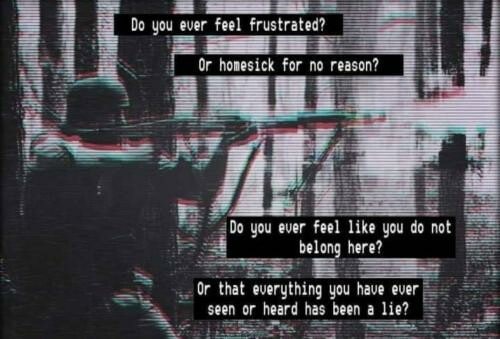 Do you ever feel frustrated?
Or homesick for no reason?
Do you ever feel like you do not
belong here?
Or that everything you have ever
seen or heard has been a lie?